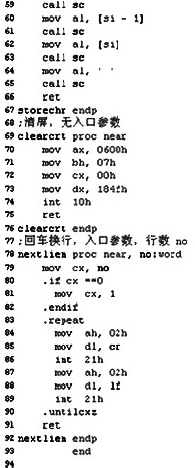 59 call sc
60 mov al, [si - 1]
61 call sc
62 mov al, [si]
63 call sc
64 mov al, ' '
65 call sc
66 ret
67 storechr endp
68 ;清屏，无入口参数
69 clearcrt proc near
70 mov ax, 0600h
71 mov bh, 07h
72 mov cx, 00h
73 mov dx, 184fh
74 int 10h
75 ret
76 clearcrt endp
77 ;回车换行，入口参数，行数 no
78 nextlien proc near, no:word
79 mov cx, no
80 .if cx ==0
81 mov cx, 1
82 .endif
83 .repeat
84 mov ah, 02h
85 mov dl, cr
86 int 21h
87 mov ah, 02h
88 mov dl, lf
89 int 21h
90 .untilcxz
91 ret
92 nextlien endp
93 end
94